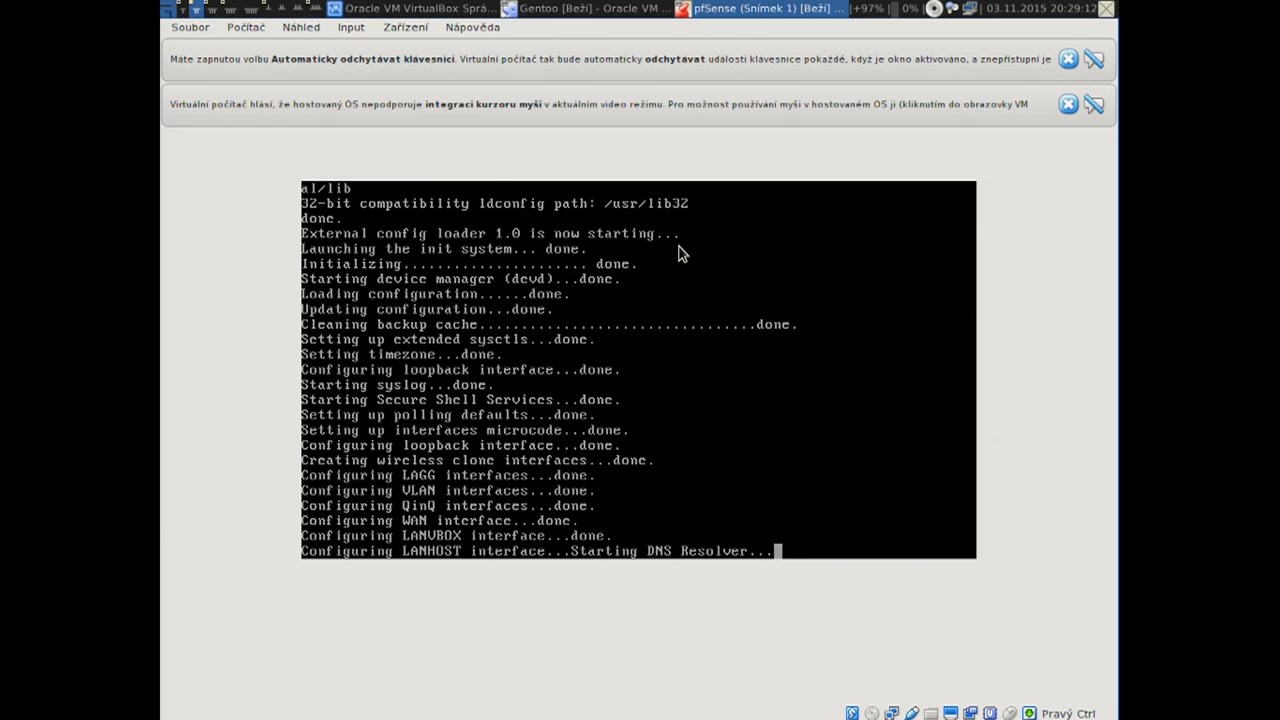 Oracle VM VirtualBox Sprá...
Gentoo [Beží] - Oracle VM ...
pfSense (Snímek 1) [Beží] ...
+97%
0%
03.11.2015 20:29:12
Soubor Počítač Náhled Input Zařízení Nápověda
Máte zapnutou volbu Automaticky odchytávat klávesnici. Virtuální počítač tak bude automaticky odchytávat události klávesnice pokaždé, když je okno aktivováno, a znepřístupní je
Virtuální počítač hlásí, že hostovaný OS nepodporuje integraci kurzoru myši v aktuálním video režimu. Pro možnost používání myši v hostovaném OS ji (kliknutím do obrazovky VM
al/lib
32-bit compatibility ldconfig path: /usr/lib32
done.
External config loader 1.0 is now starting...
Launching the init system... done.
Initializing...................... done.
Starting device manager (devd)...done.
Loading configuration......done.
Updating configuration...done.
Cleaning backup cache.................................done.
Setting up extended sysctls...done.
Setting timezone...done.
Configuring loopback interface...done.
Starting syslog...done.
Starting Secure Shell Services...done.
Setting up polling defaults...done.
Setting up interfaces microcode...done.
Configuring loopback interface...done.
Creating wireless clone interfaces...done.
Configuring LAGG interfaces...done.
Configuring VLAN interfaces...done.
Configuring QinQ interfaces...done.
Configuring WAN interface...done.
Configuring LANVBOX interface...done.
Configuring LANHOST interface...Starting DNS Resolver...
Pravý Ctrl